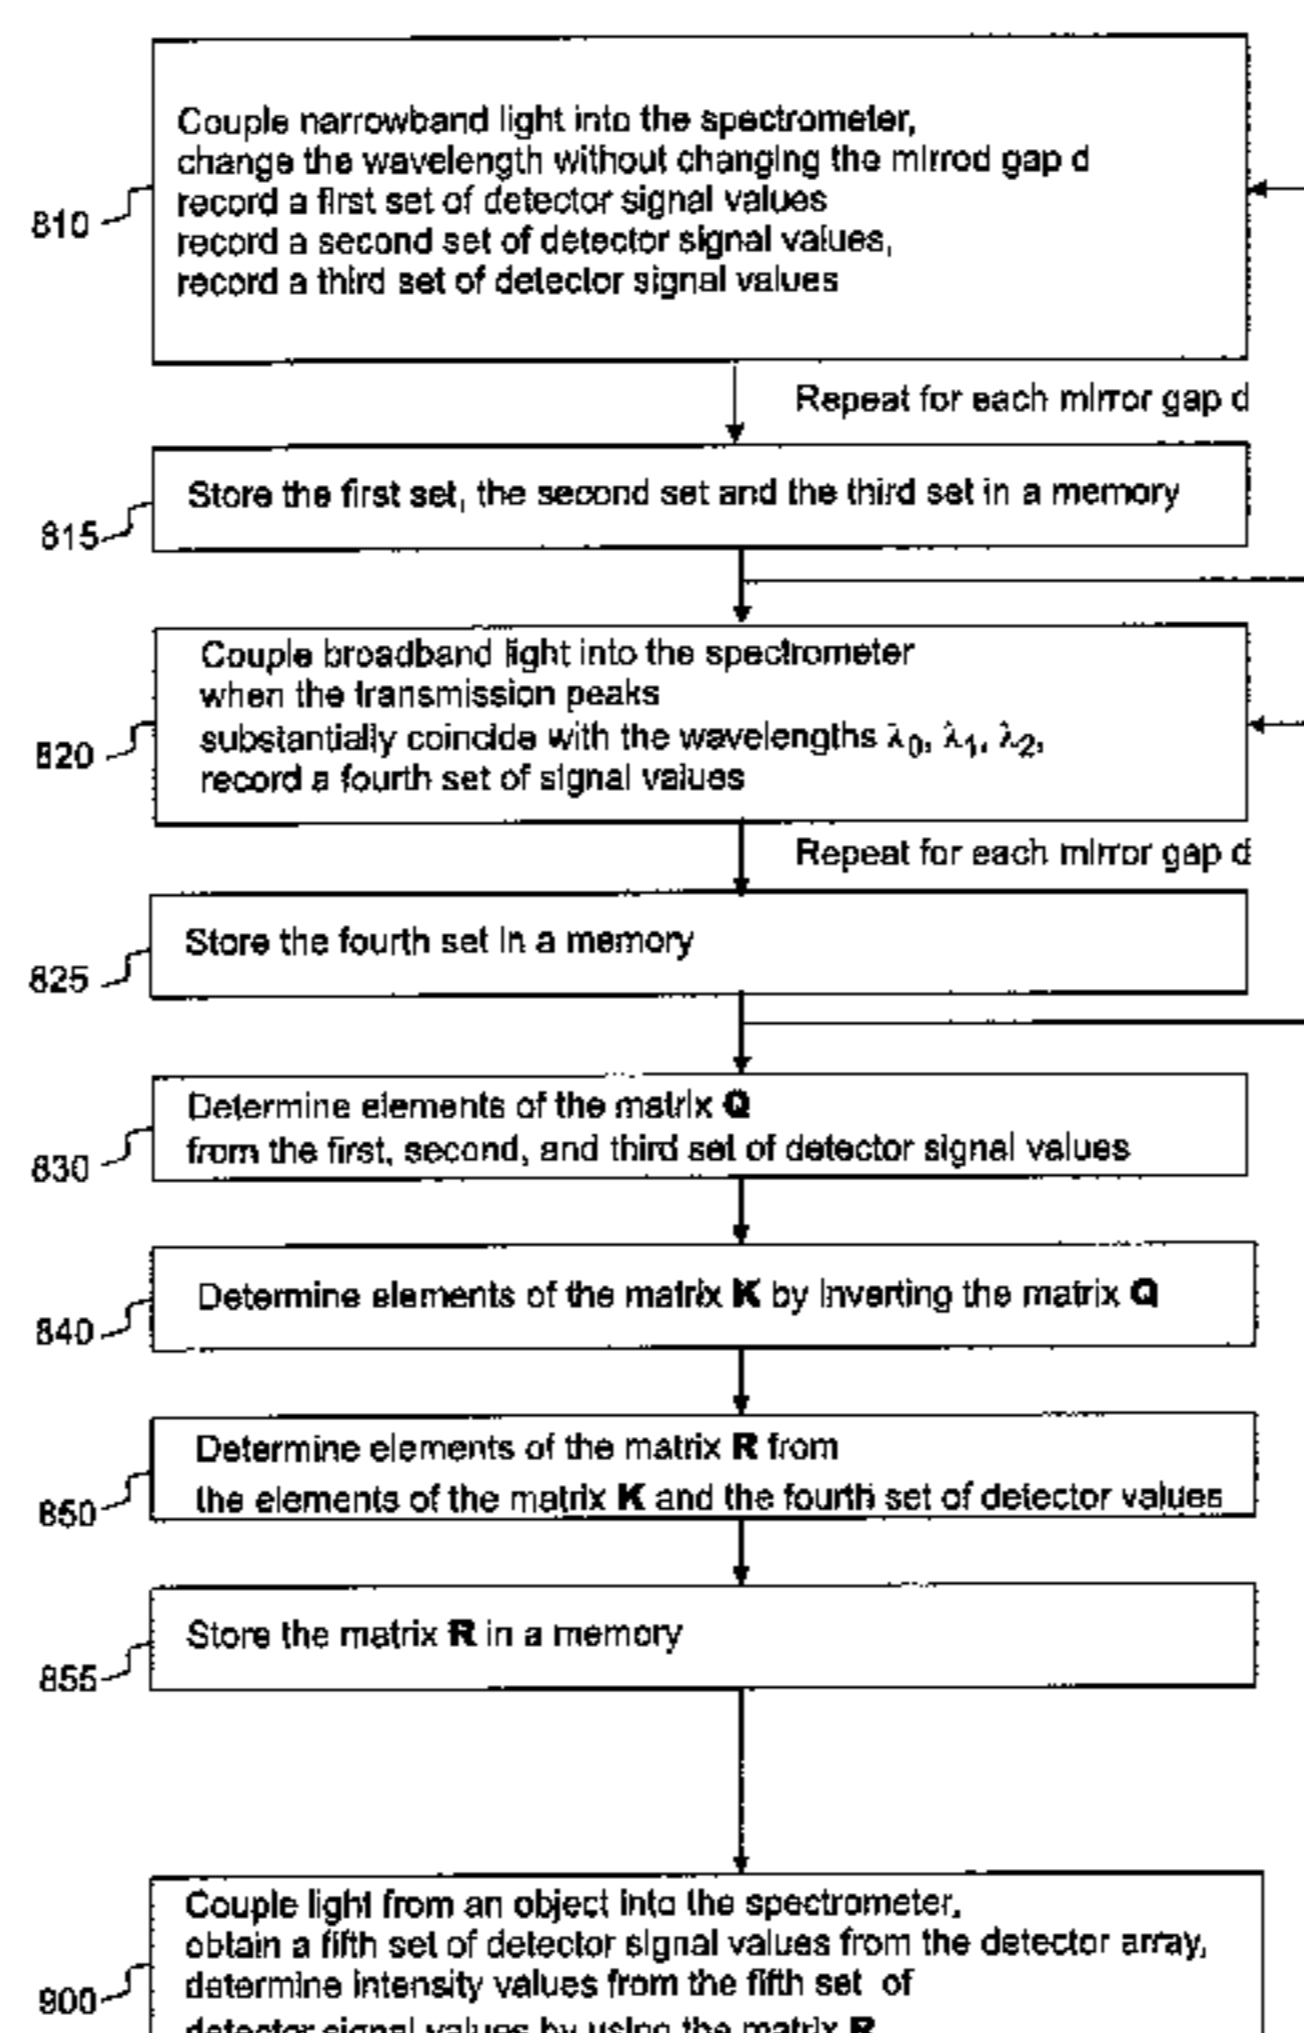 Couple narrowband light into the spectrometer,
change the wavelength without changing the mirrod gap d
record a first set of detector signal values
810
record a second set of detector signal values,
record a third set of detector signal values
Repeat for each mirror gap d
Store the first set, the second set and the third set in a memory
815
Couple broadband light into the spectrometer
when the transmission peaks
substantially coincide with the wavelengths λ0, λ1, λ2,
820
record a fourth set of signal values
Repeat for each mirror gap d
Store the fourth set in a memory
825
Determine elements of the matrix Q
from the first, second, and third set of detector signal values
830
Determine elements of the matrix K by inverting the matrix Q
840
Determine elements of the matrix R from
the elements of the matrix K and the fourth set of detector values
850
Store the matrix R in a memory
855
Couple light from an object into the spectrometer,
obtain a fifth set of detector signal values from the detector array,
determine intensity values from the fifth set of
900
detector signal values by using the matrix R